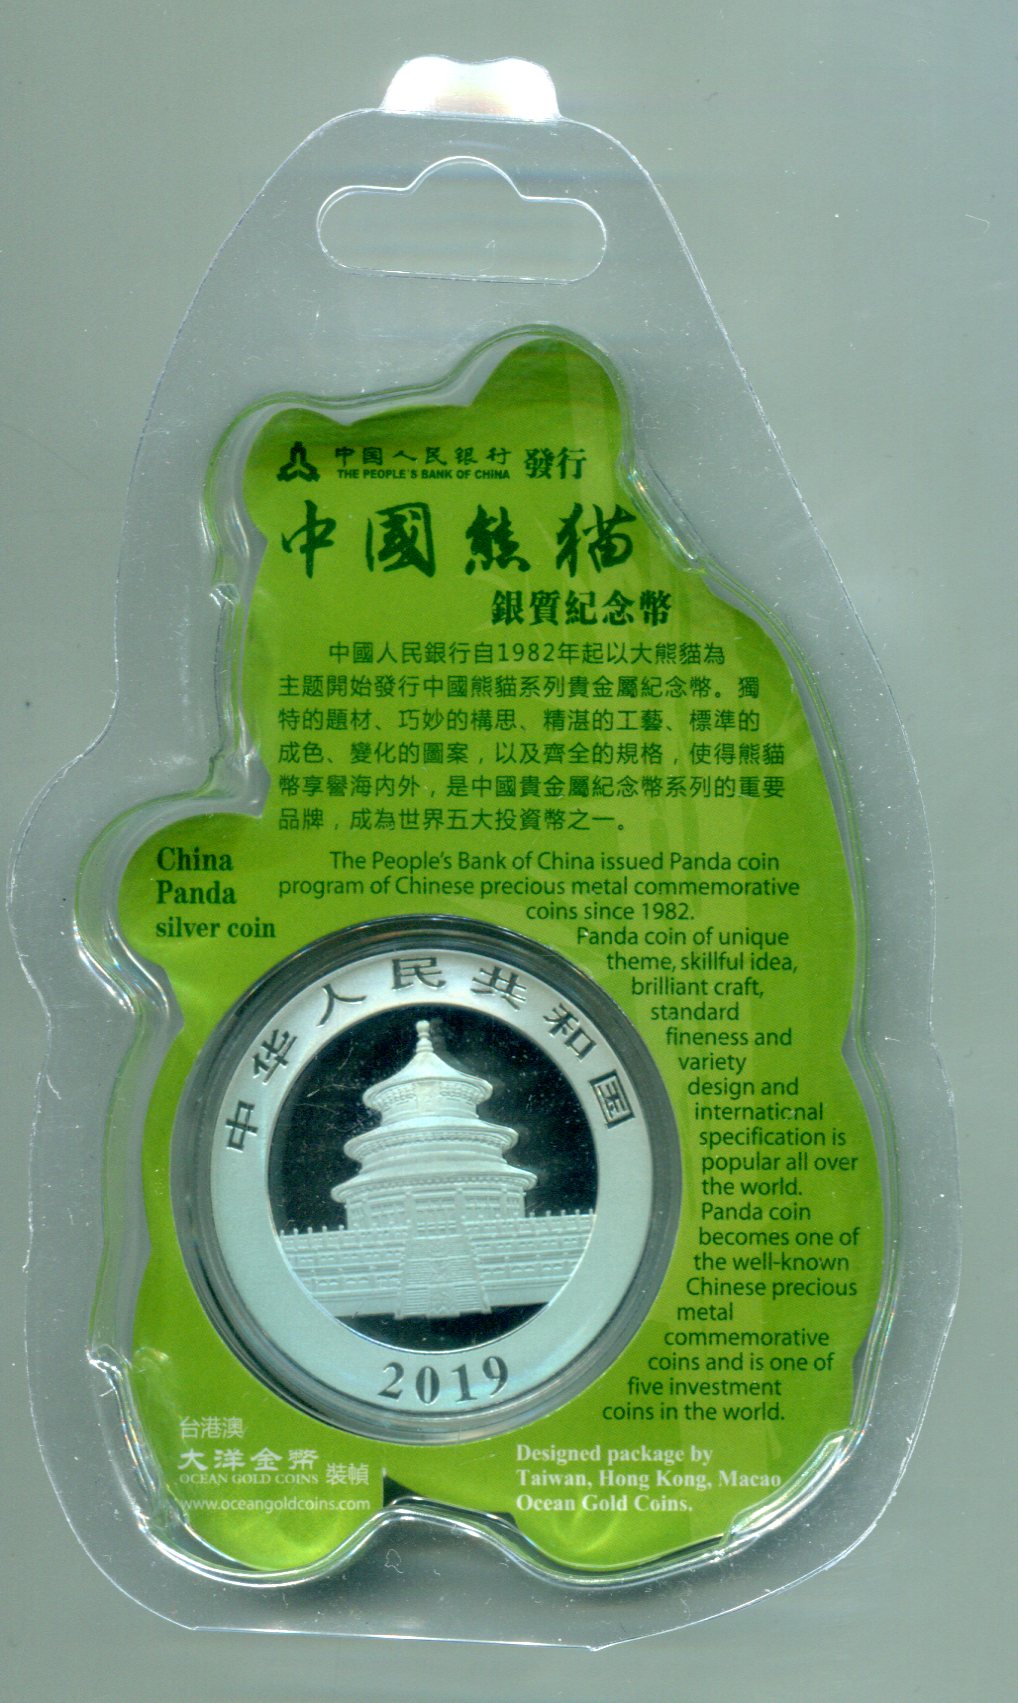 中国人民银行 發行
THE PEOPLE'S BANK OF CHINA
中國熊猫
銀質紀念幣
中國人民銀行自1982年起以大熊貓為
主题開始發行中國熊貓系列貴金屬紀念幣。獨
特的題材、巧妙的構思、精湛的工藝、標準的
成色、變化的圖案，以及齊全的規格，使得熊貓
幣享譽海内外，是中國貴金屬紀念幣系列的重要
品牌，成為世界五大投資幣之一。
China
Panda
silver coin
The People's Bank of China issued Panda coin
program of Chinese precious metal commemorative
coins since 1982.
Panda coin of unique
theme, skillful idea,
brilliant craft,
standard
fineness and
variety
design and
international
specification is
popular all over
the world.
Panda coin
becomes one of
the well-known
Chinese precious
metal
commemorative
coins and is one of
five investment
coins in the world.
中华人民共和国
2019
台港澳
大洋金幣 裝幀
OCEAN GOLD COINS
www.oceangoldcoins.com
Designed package by
Taiwan, Hong Kong, Macao
Ocean Gold Coins.